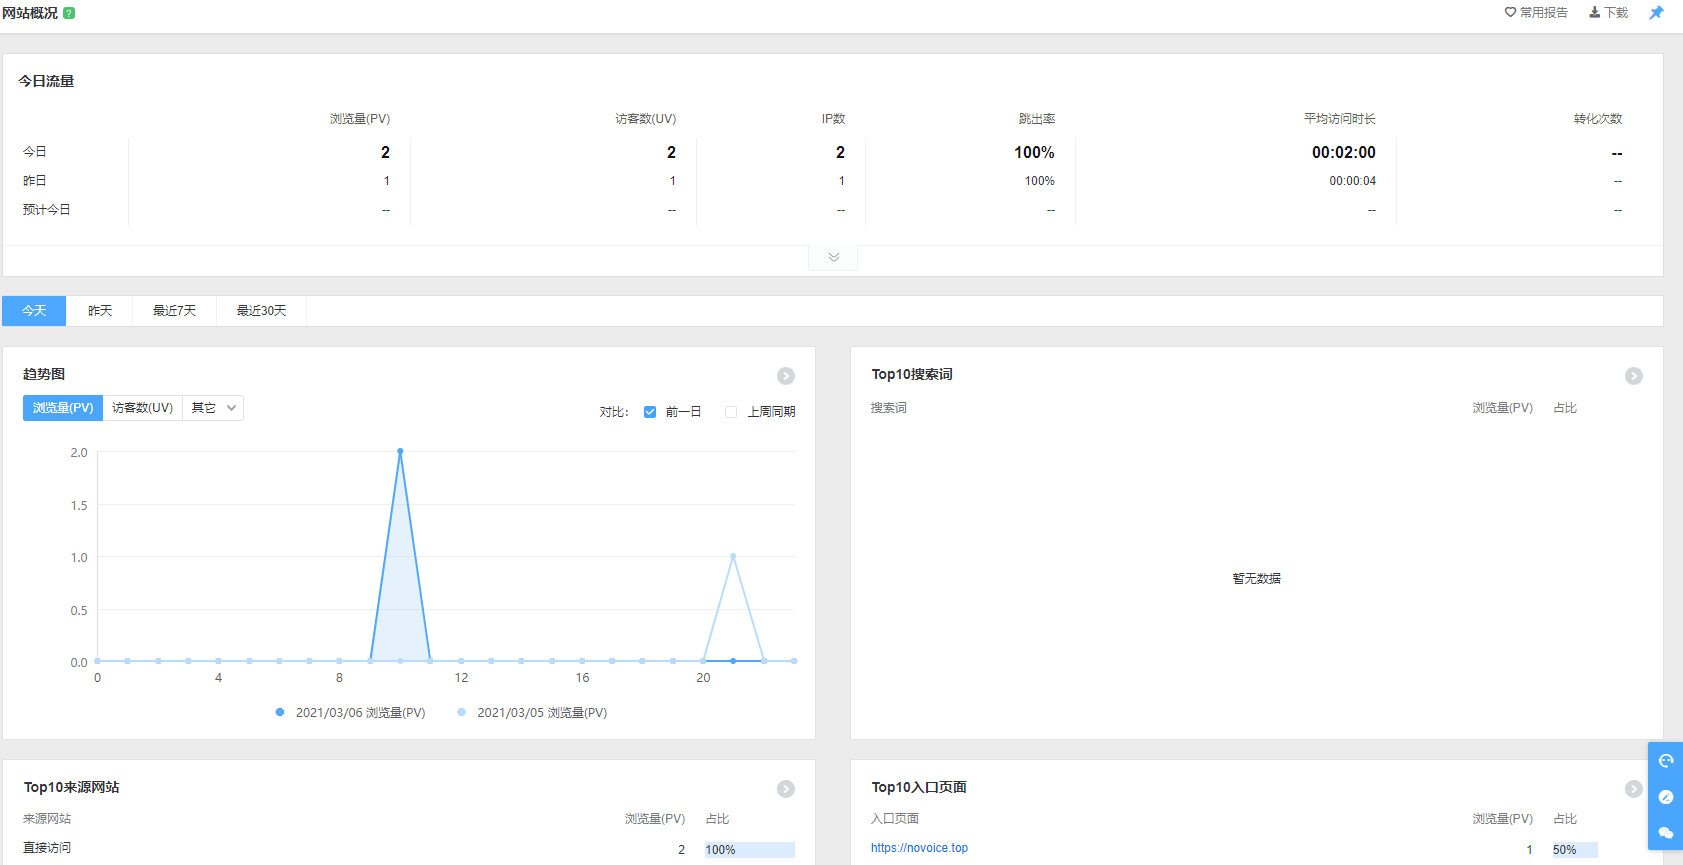 网站概况 ?
常用报告 下载
今日流量
浏览量(PV) 访客数(UV) IP数 跳出率 平均访问时长 转化次数
今日 2 2 2 100% 00:02:00 --
昨日 1 1 1 100% 00:00:04 --
预计今日 -- -- -- -- -- --
今天 昨天 最近7天 最近30天
趋势图
浏览量(PV) 访客数(UV) 其它
对比: 前一日 上周同期
2.0
1.5
1.0
0.5
0.0
0 4 8 12 16 20
2021/03/06 浏览量(PV) 2021/03/05 浏览量(PV)
Top10搜索词
搜索词 浏览量(PV) 占比
暂无数据
Top10来源网站
来源网站 浏览量(PV) 占比
直接访问 2 100%
Top10入口页面
入口页面 浏览量(PV) 占比
https://novoice.top 1 50%